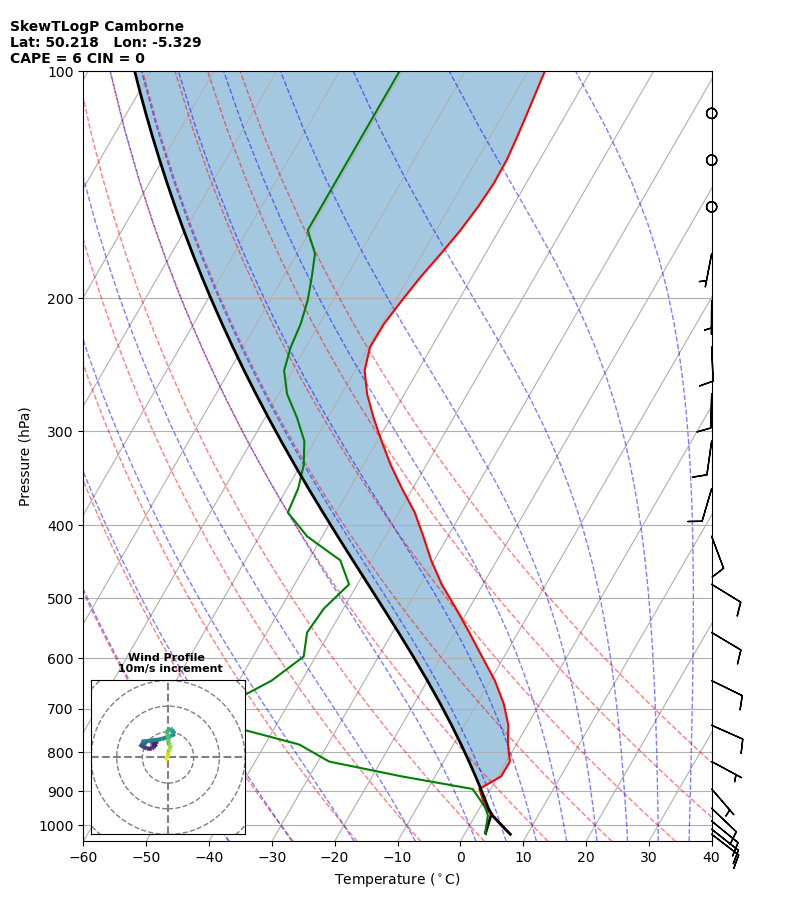 SkewTLogP Camborne
Lat: 50.218   Lon: -5.329
CAPE = 6 CIN = 0
100
200
300
400
500
600
700
800
900
1000
Pressure (hPa)
Wind Profile
10m/s increment
−60 −50 −40 −30 −20 −10 0 10 20 30 40
Temperature (°C)